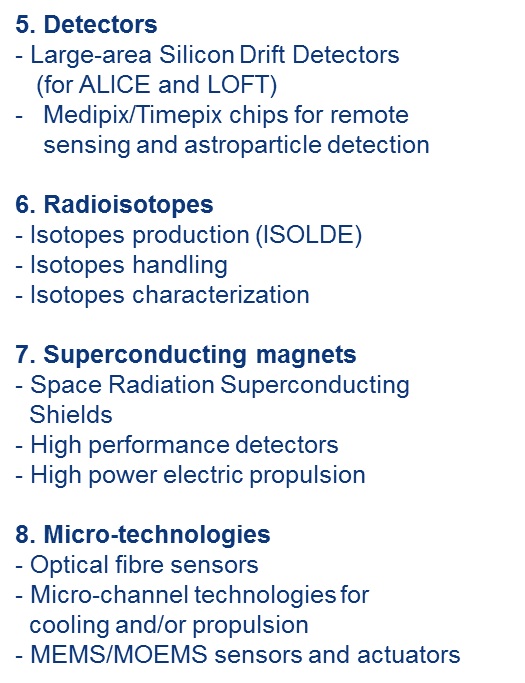 5. Detectors
- Large-area Silicon Drift Detectors
(for ALICE and LOFT)
- Medipix/Timepix chips for remote
sensing and astroparticle detection
6. Radioisotopes
- Isotopes production (ISOLDE)
- Isotopes handling
- Isotopes characterization
7. Superconducting magnets
- Space Radiation Superconducting
Shields
- High performance detectors
- High power electric propulsion
8. Micro-technologies
- Optical fibre sensors
- Micro-channel technologies for
cooling and/or propulsion
- MEMS/MOEMS sensors and actuators